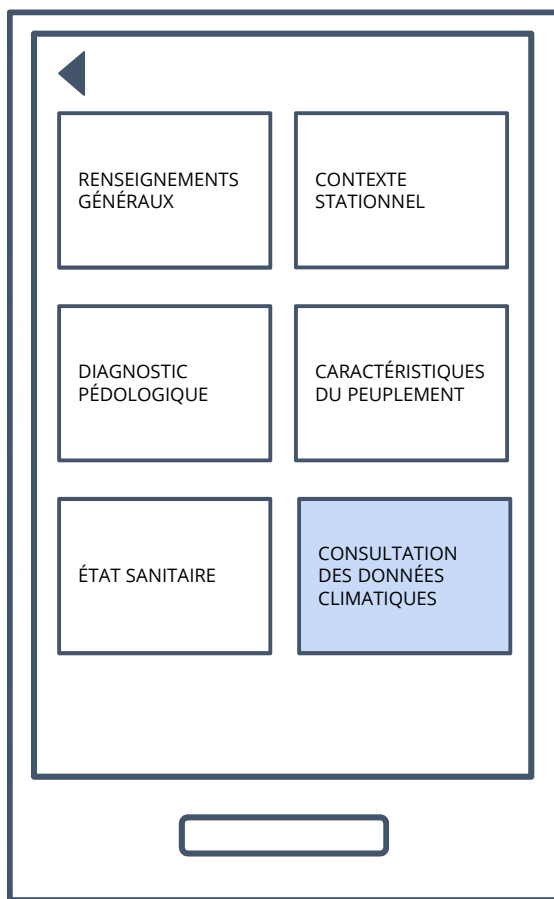 RENSEIGNEMENTS
GÉNÉRAUX
CONTEXTE
STATIONNEL
DIAGNOSTIC
PÉDOLOGIQUE
CARACTÉRISTIQUES
DU PEUPLEMENT
ÉTAT SANITAIRE
CONSULTATION
DES DONNÉES
CLIMATIQUES